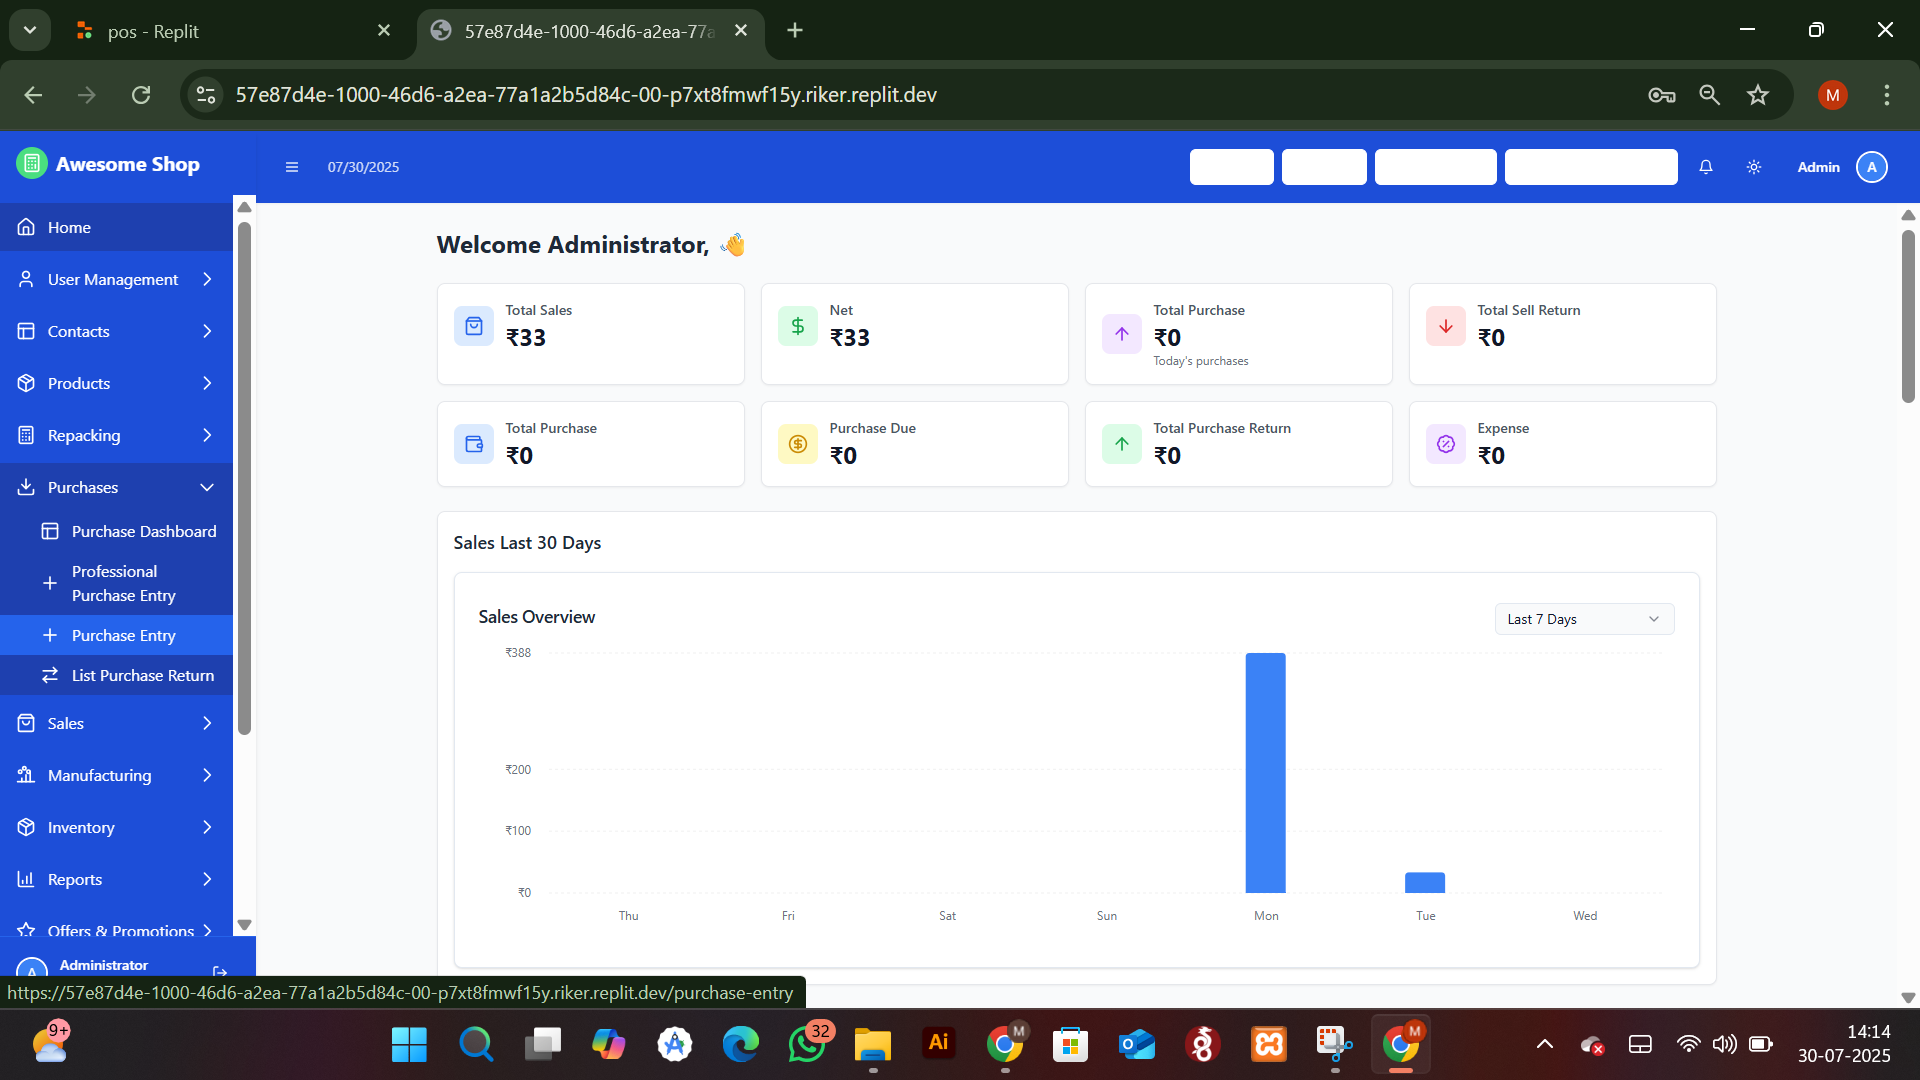 pos - Replit
57e87d4e-1000-46d6-a2ea-77a
57e87d4e-1000-46d6-a2ea-77a1a2b5d84c-00-p7xt8fmwf15y.riker.replit.dev
M
Awesome Shop
07/30/2025
Admin
A
Home
User Management
Contacts
Products
Repacking
Purchases
Purchase Dashboard
Professional
Purchase Entry
Purchase Entry
List Purchase Return
Sales
Manufacturing
Inventory
Reports
Offers & Promotions
A
Administrator
Welcome Administrator, 👋
Total Sales
₹33
Net
₹33
Total Purchase
₹0
Today's purchases
Total Sell Return
₹0
Total Purchase
₹0
Purchase Due
₹0
Total Purchase Return
₹0
Expense
₹0
Sales Last 30 Days
Sales Overview
Last 7 Days
₹388
₹200
₹100
₹0
Thu Fri Sat Sun Mon Tue Wed
https://57e87d4e-1000-46d6-a2ea-77a1a2b5d84c-00-p7xt8fmwf15y.riker.replit.dev/purchase-entry
9+
32
Ai
M
M
14:14
30-07-2025